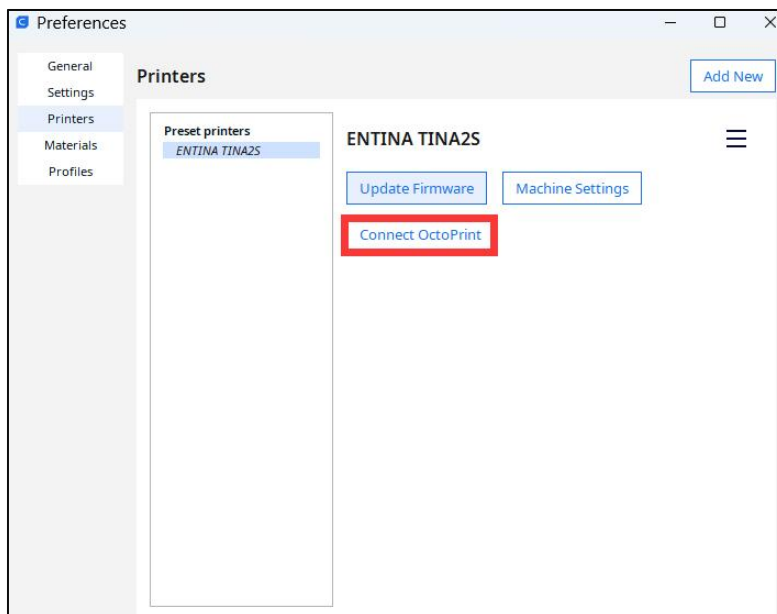 Preferences
General
Settings
Printers
Materials
Profiles
Printers
Add New
Preset printers
ENTINA TINA2S
ENTINA TINA2S
Update Firmware
Machine Settings
Connect OctoPrint